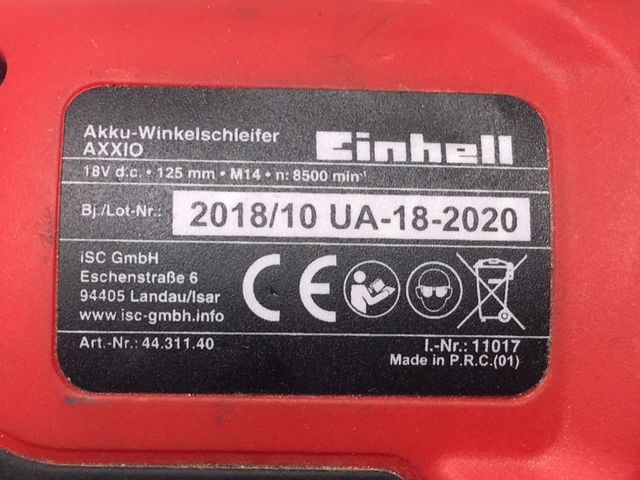 Akku-Winkelschleifer
AXXIO
Einhell
18V d.c. • 125 mm • M14 • n: 8500 min⁻¹
Bj./Lot-Nr.: 2018/10 UA-18-2020
iSC GmbH
Eschenstraße 6
94405 Landau/Isar
www.isc-gmbh.info
CE
Art.-Nr.: 44.311.40
I.-Nr.: 11017
Made in P.R.C.(01)